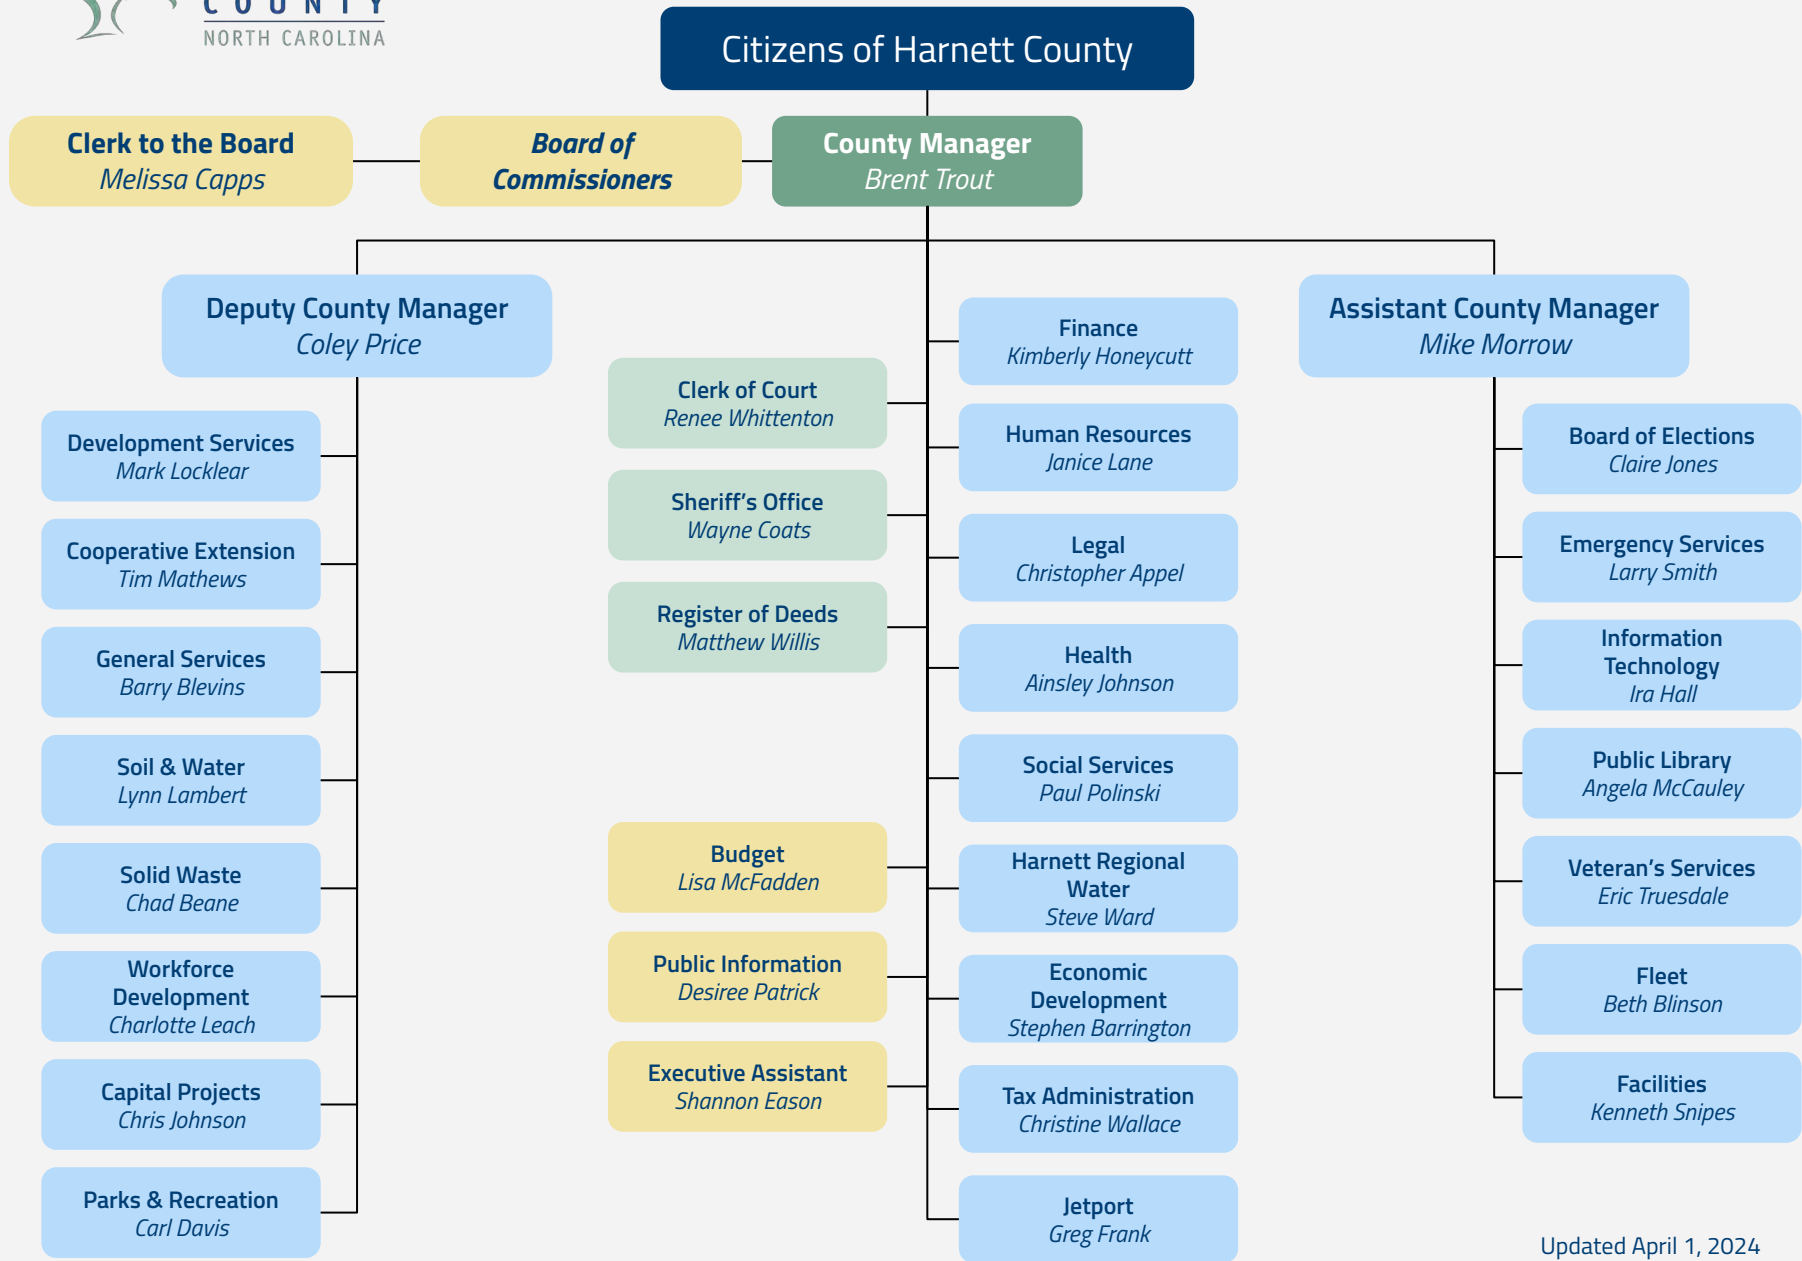 COUNTY
NORTH CAROLINA
Citizens of Harnett County
Clerk to the Board
Melissa Capps
Board of
Commissioners
County Manager
Brent Trout
Deputy County Manager
Coley Price
Development Services
Mark Locklear
Cooperative Extension
Tim Mathews
General Services
Barry Blevins
Soil & Water
Lynn Lambert
Solid Waste
Chad Beane
Workforce
Development
Charlotte Leach
Capital Projects
Chris Johnson
Parks & Recreation
Carl Davis
Clerk of Court
Renee Whittenton
Sheriff’s Office
Wayne Coats
Register of Deeds
Matthew Willis
Budget
Lisa McFadden
Public Information
Desiree Patrick
Executive Assistant
Shannon Eason
Finance
Kimberly Honeycutt
Human Resources
Janice Lane
Legal
Christopher Appel
Health
Ainsley Johnson
Social Services
Paul Polinski
Harnett Regional
Water
Steve Ward
Economic
Development
Stephen Barrington
Tax Administration
Christine Wallace
Jetport
Greg Frank
Assistant County Manager
Mike Morrow
Board of Elections
Claire Jones
Emergency Services
Larry Smith
Information
Technology
Ira Hall
Public Library
Angela McCauley
Veteran’s Services
Eric Truesdale
Fleet
Beth Blinson
Facilities
Kenneth Snipes
Updated April 1, 2024